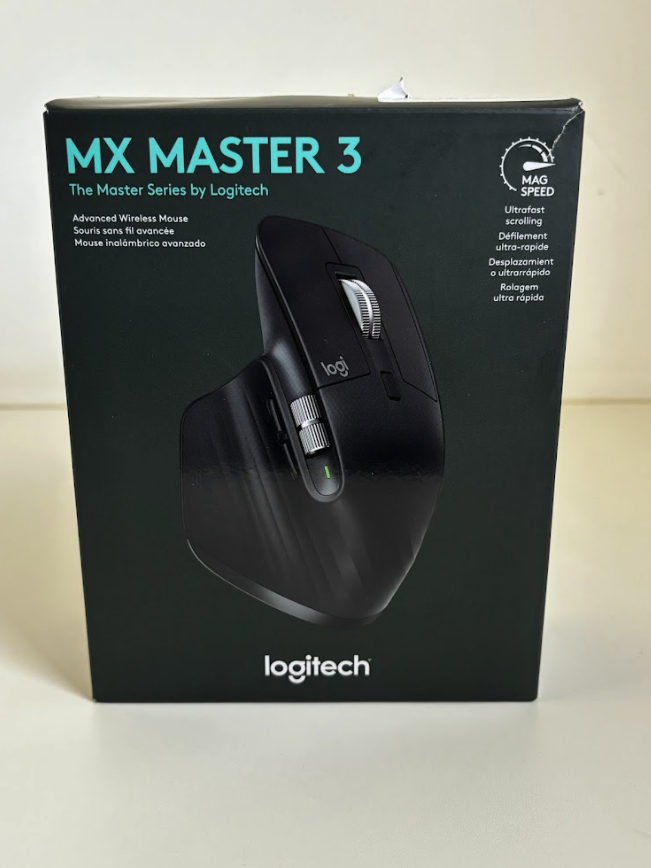 MX MASTER 3
The Master Series by Logitech
Advanced Wireless Mouse
Souris sans fil avancée
Mouse inalámbrico avanzado
MAG
SPEED
Ultrafast
scrolling
Défilement
ultra-rapide
Desplazamient
o ultrarrápido
Rolagem
ultra rápida
logi
logitech